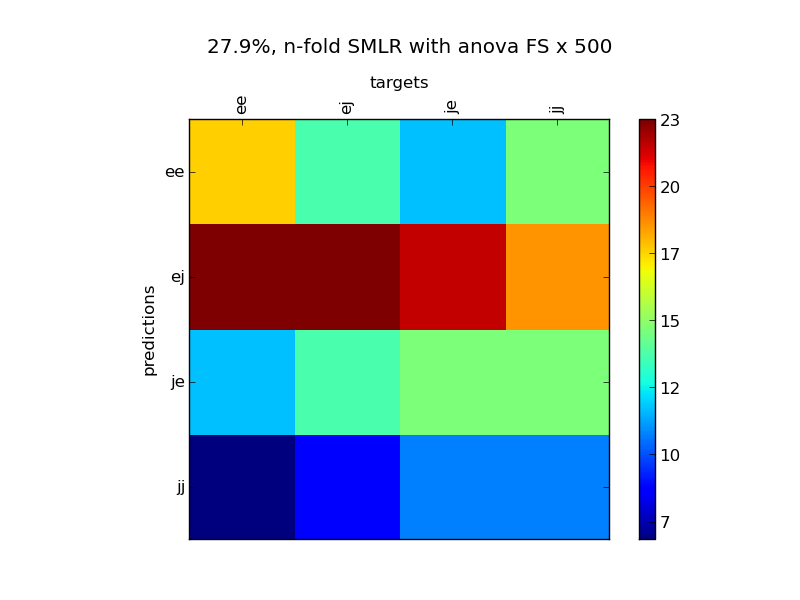 27.9%, n-fold SMLR with anova FS x 500
targets
ee ej je jj
ee
ej
je
jj
predictions
23
20
17
15
12
10
7